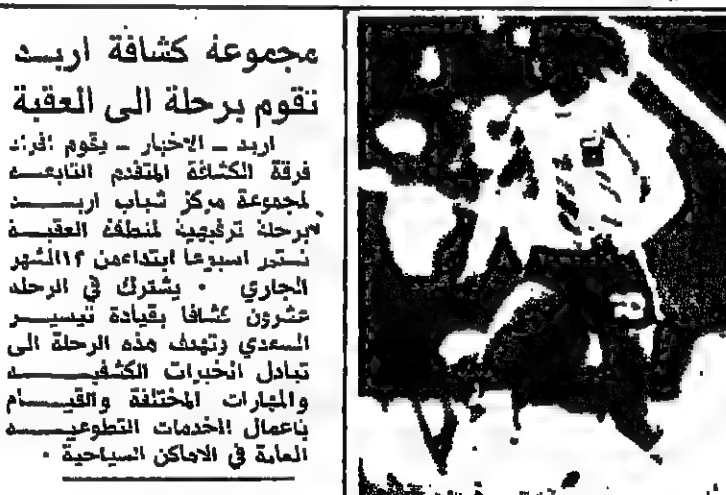 مجموعة كشافة اربد
تقوم برحلة الى العقبة
اربد - الاخبار - يقوم افراد
فرقة الكشافة المتقدم التابعة
لمجموعة مركز شباب اربد
برحلة ترفيهية لمنطقة العقبة
تستمر اسبوعا ابتداء من ١٢ الشهر
الجاري . يشترك في الرحلة
عشرون كشافا بقيادة تيسير
السعدي وتهدف هذه الرحلة الى
تبادل الخبرات الكشفية
والمهارات المختلفة والقيام
باعمال الخدمات التطوعية
العامة في الاماكن السياحية .